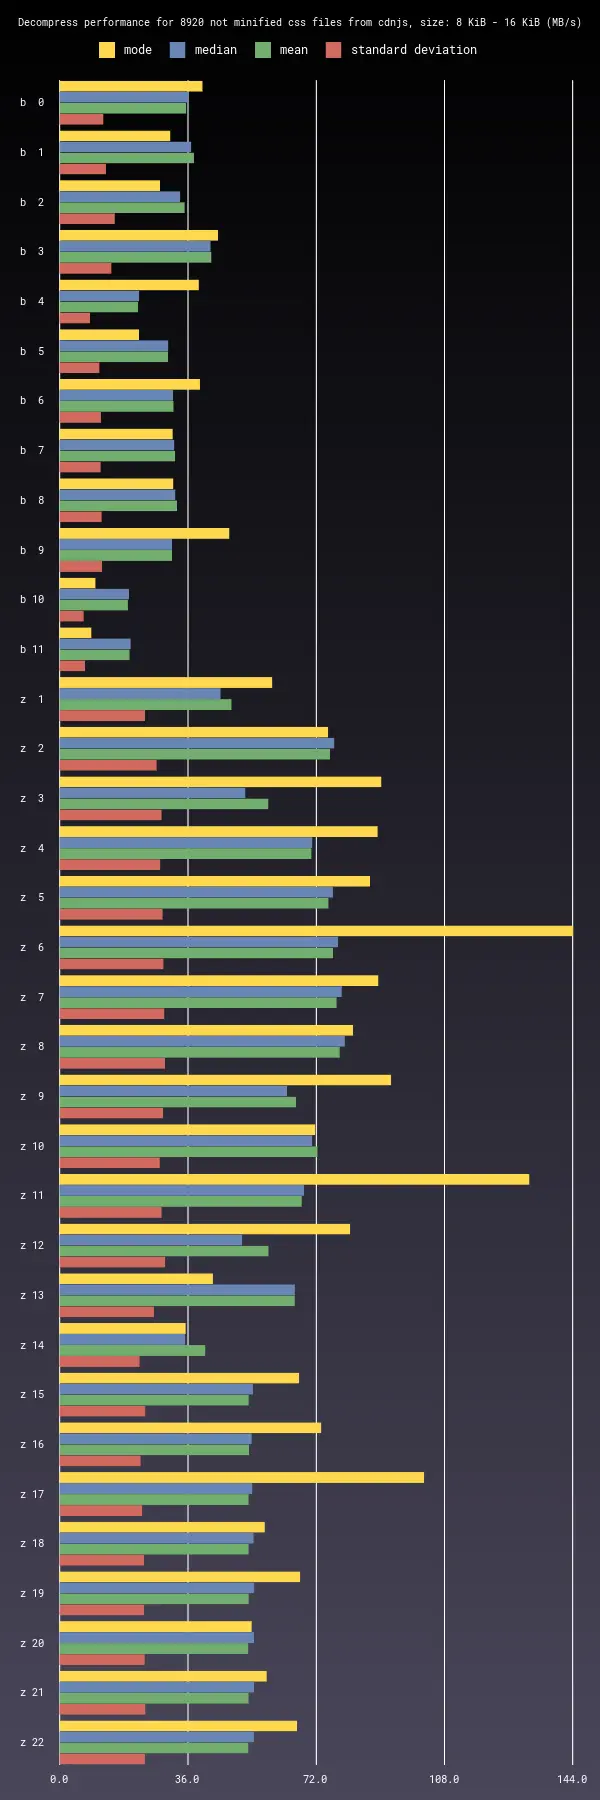 Decompress performance for 8920 not minified css files from cdnjs, size: 8 KiB - 16 KiB (MB/s)
mode median mean standard deviation
b 0
b 1
b 2
b 3
b 4
b 5
b 6
b 7
b 8
b 9
b 10
b 11
z 1
z 2
z 3
z 4
z 5
z 6
z 7
z 8
z 9
z 10
z 11
z 12
z 13
z 14
z 15
z 16
z 17
z 18
z 19
z 20
z 21
z 22
0.0 36.0 72.0 108.0 144.0